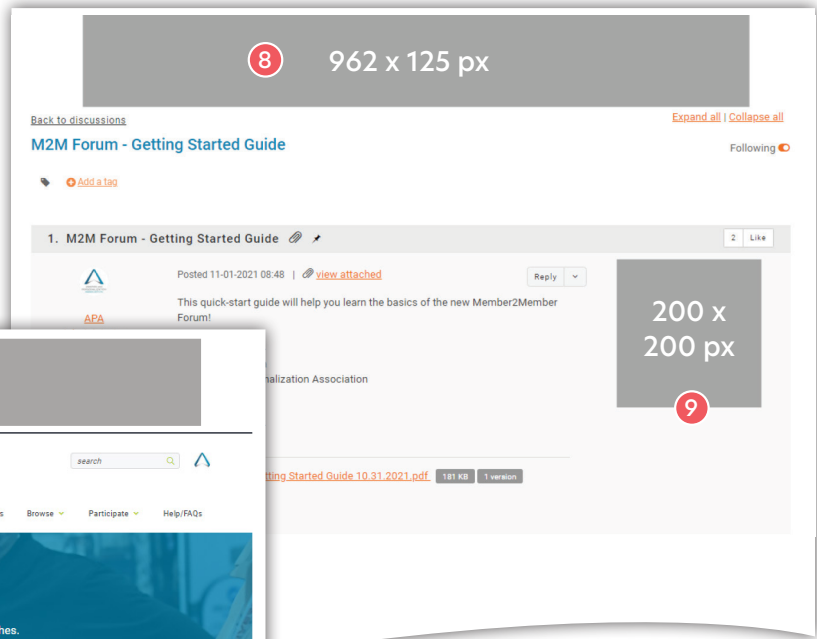 8 962 x 125 px
Back to discussions
Expand all | Collapse all
M2M Forum - Getting Started Guide
Following
Add a tag
1. M2M Forum - Getting Started Guide
2 Like
Posted 11-01-2021 08:48 | view attached
Reply
APA
This quick-start guide will help you learn the basics of the new Member2Member
Forum!
nalization Association
200 x
200 px
9
tting Started Guide 10.31.2021.pdf 181 KB 1 version
search
s Browse Participate Help/FAQs
hes.